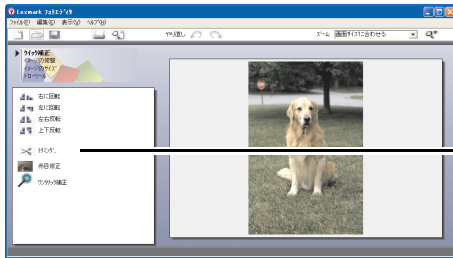 Lexmark フォトエディタ
ファイル(F) 編集(E) 表示(V) ヘルプ(H)
やり直し ズーム: 画面サイズに合わせる
クイック補正
イメージの調整
イメージのサイズ
ドローツール
右に回転
左に回転
左右反転
上下反転
トリミング...
赤目修正
ワンクリック補正